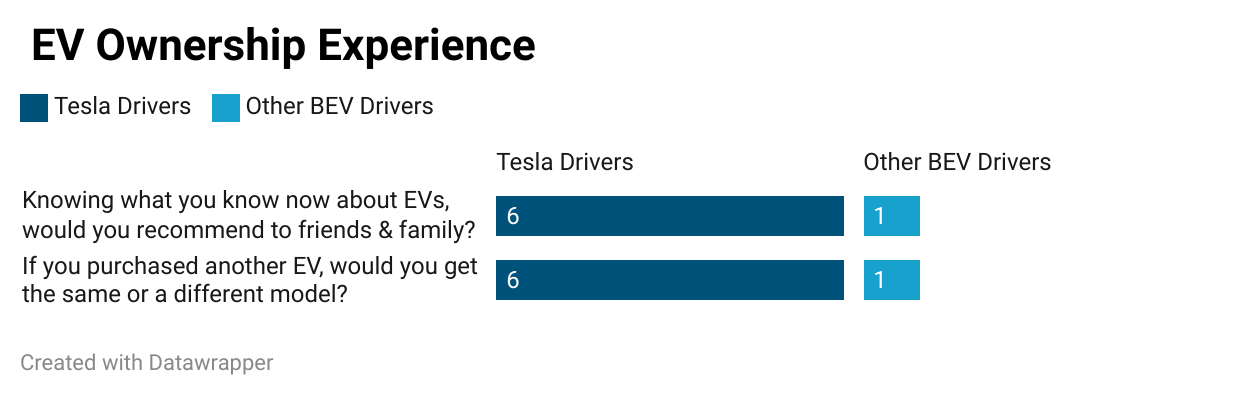 EV Ownership Experience
Tesla Drivers Other BEV Drivers
Tesla Drivers Other BEV Drivers
Knowing what you know now about EVs,
would you recommend to friends & family?
6 1
If you purchased another EV, would you get
the same or a different model?
6 1
Created with Datawrapper